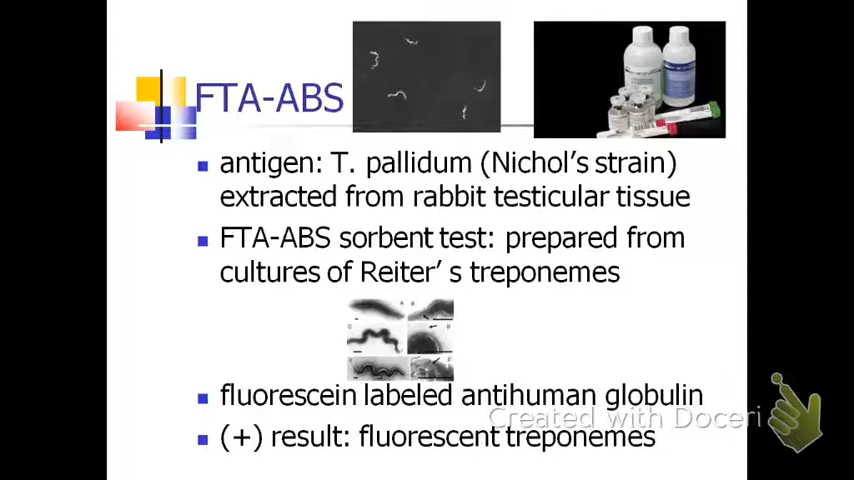 FTA-ABS
antigen: T. pallidum (Nichol's strain)
extracted from rabbit testicular tissue
FTA-ABS sorbent test: prepared from
cultures of Reiter' s treponemes
fluorescein labeled antihuman globulin
Created with Doceri
(+) result: fluorescent treponemes